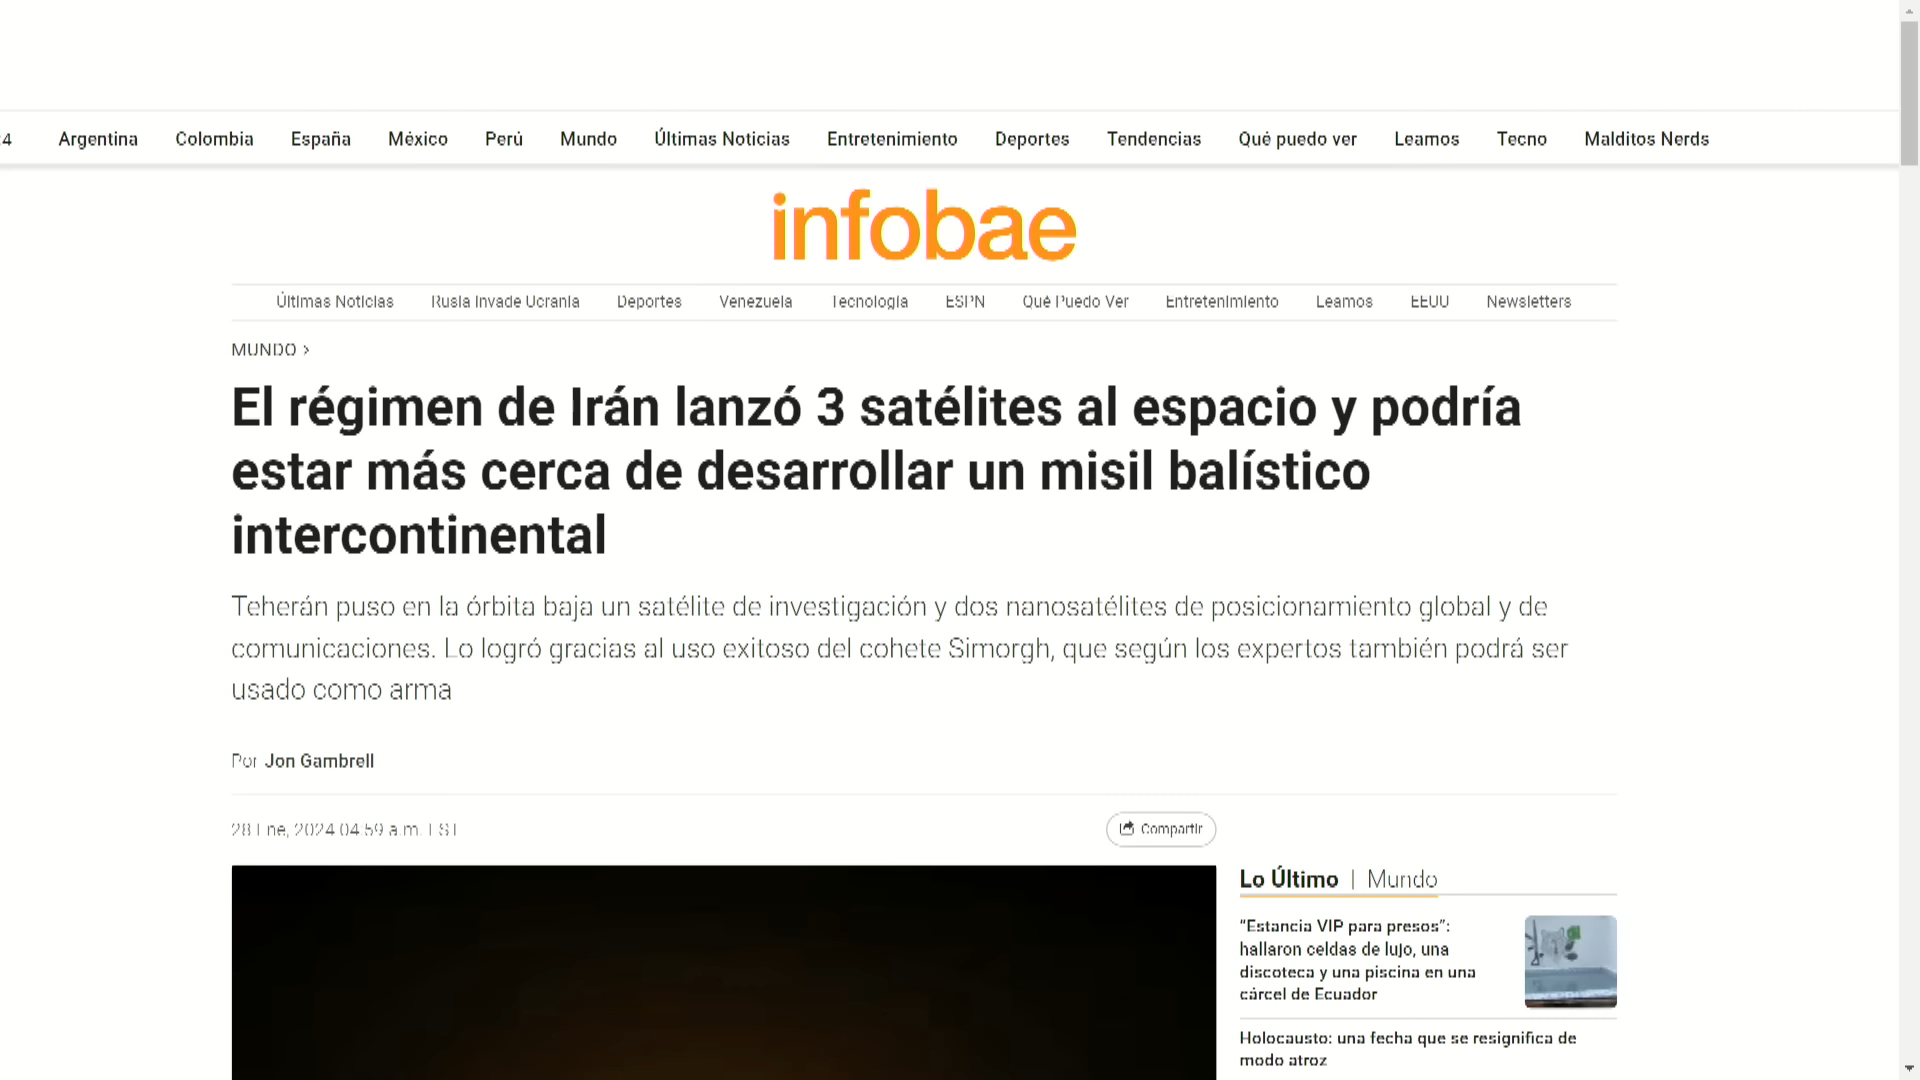 :4 Argentina Colombia España México Perú Mundo Últimas Noticias Entretenimiento Deportes Tendencias Qué puedo ver Leamos Tecno Malditos Nerds
infobae
Últimas Noticias Rusia Invade Ucrania Deportes Venezuela Tecnología ESPN Qué Puedo Ver Entretenimiento Leamos EEUU Newsletters
MUNDO >
El régimen de Irán lanzó 3 satélites al espacio y podría
estar más cerca de desarrollar un misil balístico
intercontinental
Teherán puso en la órbita baja un satélite de investigación y dos nanosatélites de posicionamiento global y de
comunicaciones. Lo logró gracias al uso exitoso del cohete Simorgh, que según los expertos también podrá ser
usado como arma
Por Jon Gambrell
28 Ene, 2024 04:59 a.m. EST
Compartir
Lo Último | Mundo
“Estancia VIP para presos”:
hallaron celdas de lujo, una
discoteca y una piscina en una
cárcel de Ecuador
Holocausto: una fecha que se resignifica de
modo atroz